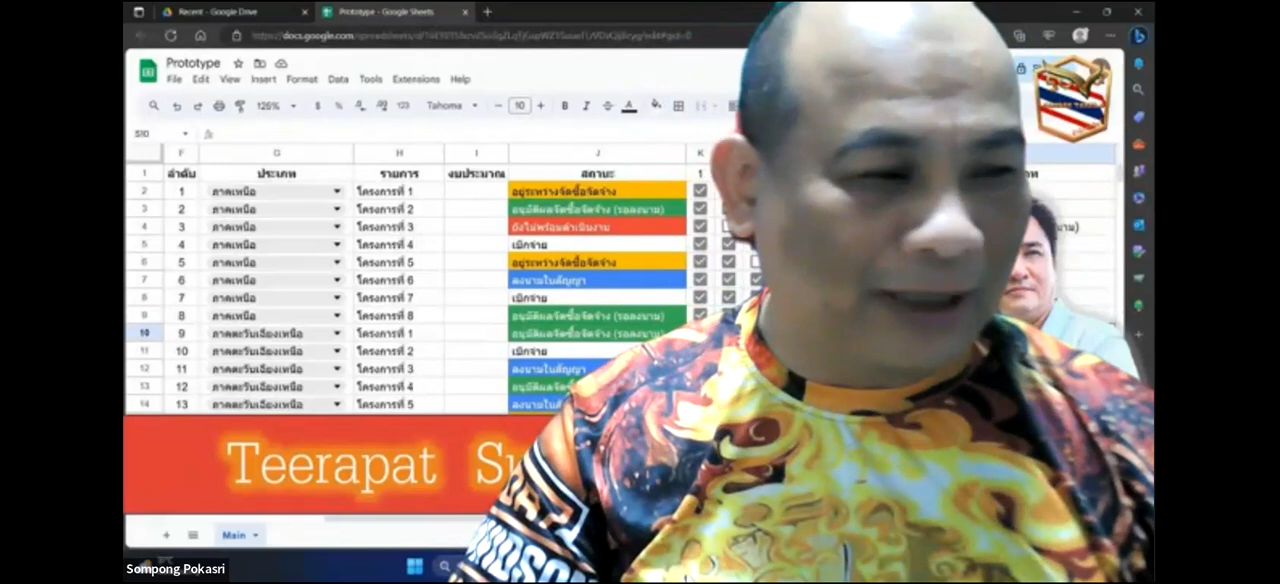 Recent - Google Drive
Prototype - Google Sheets
Prototype
File Edit View Insert Format Data Tools Extensions Help
125% $ % 123 Tahoma 10 B I A
S10
F G H I J K
1 ลำดับ ประเภท รายการ งบประมาณ สถานะ 1
2 1 ภาคเหนือ โครงการที่ 1 อยู่ระหว่างจัดซื้อจัดจ้าง
3 2 ภาคเหนือ โครงการที่ 2 อนุมัติผลจัดซื้อจัดจ้าง (รอลงนาม)
4 3 ภาคเหนือ โครงการที่ 3 ยังไม่พร้อมดำเนินงาน
5 4 ภาคเหนือ โครงการที่ 4 เบิกจ่าย
6 5 ภาคเหนือ โครงการที่ 5 อยู่ระหว่างจัดซื้อจัดจ้าง
7 6 ภาคเหนือ โครงการที่ 6 ลงนามในสัญญา
8 7 ภาคเหนือ โครงการที่ 7 เบิกจ่าย
9 8 ภาคเหนือ โครงการที่ 8 อนุมัติผลจัดซื้อจัดจ้าง (รอลงนาม)
10 9 ภาคตะวันเฉียงเหนือ โครงการที่ 1 อนุมัติผลจัดซื้อจัดจ้าง (รอลงนาม)
11 10 ภาคตะวันเฉียงเหนือ โครงการที่ 2 เบิกจ่าย
12 11 ภาคตะวันเฉียงเหนือ โครงการที่ 3 ลงนามในสัญญา
13 12 ภาคตะวันเฉียงเหนือ โครงการที่ 4
14 13 ภาคตะวันเฉียงเหนือ โครงการที่ 5
Teerapat
Main
Sompong Pokasri